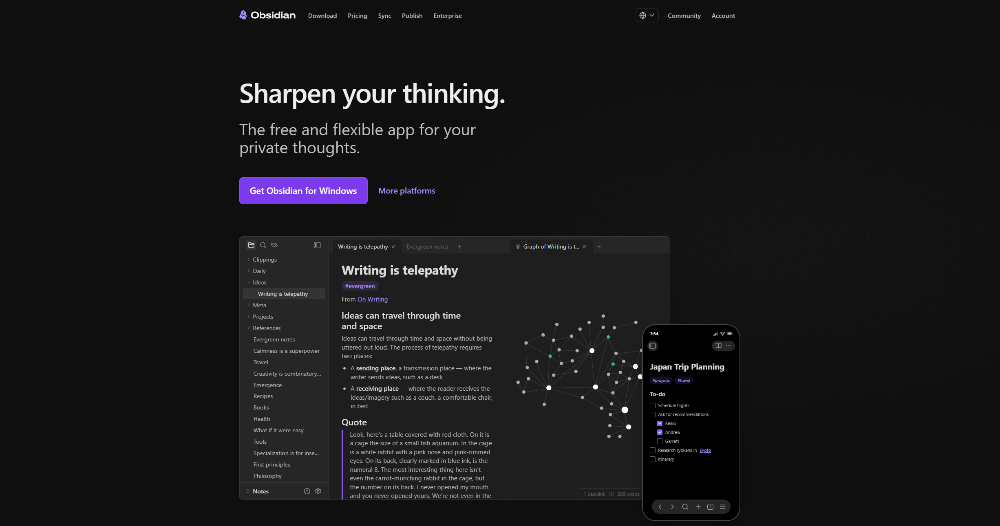 Obsidian
Download
Pricing
Sync
Publish
Enterprise
Community
Account
Sharpen your thinking.
The free and flexible app for your
private thoughts.
Get Obsidian for Windows
More platforms
Clippings
Daily
Ideas
Writing is telepathy
Meta
Projects
References
Evergreen notes
Calmness is a superpower
Travel
Creativity is combinatory...
Emergence
Recipes
Books
Health
What if it were easy
Tools
Specialization is for inse...
First principles
Philosophy
Notes
Writing is telepathy
Evergreen notes
Writing is telepathy
#evergreen
From On Writing
Ideas can travel through time
and space
Ideas can travel through time and space without being
uttered out loud. The process of telepathy requires
two places:
A sending place, a transmission place — where the
writer sends ideas, such as a desk
A receiving place — where the reader receives the
ideas/imagery such as a couch, a comfortable chair,
in bed
Quote
Look, here’s a table covered with red cloth. On it is
a cage the size of a small fish aquarium. In the cage
is a white rabbit with a pink nose and pink-rimmed
eyes. On its back, clearly marked in blue ink, is the
numeral 8. The most interesting thing here isn’t
even the carrot-munching rabbit in the cage, but
the number on its back. I never opened my mouth
and you never opened yours. We’re not even in the
Graph of Writing is t...
1 backlink
206 words
7:54
Japan Trip Planning
#projects
#travel
To-do
Schedule flights
Ask for recommendations
Keiko
Andrew
Garrett
Research ryokans in Kyoto
Itinerary
1